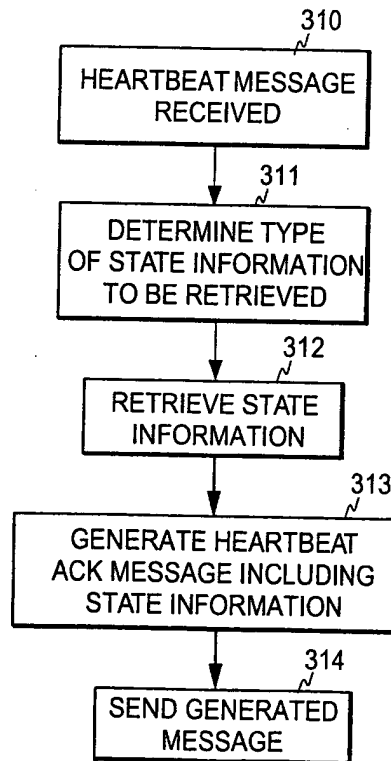 310
HEARTBEAT MESSAGE
RECEIVED
311
DETERMINE TYPE
OF STATE INFORMATION
TO BE RETRIEVED
312
RETRIEVE STATE
INFORMATION
313
GENERATE HEARTBEAT
ACK MESSAGE INCLUDING
STATE INFORMATION
314
SEND GENERATED
MESSAGE